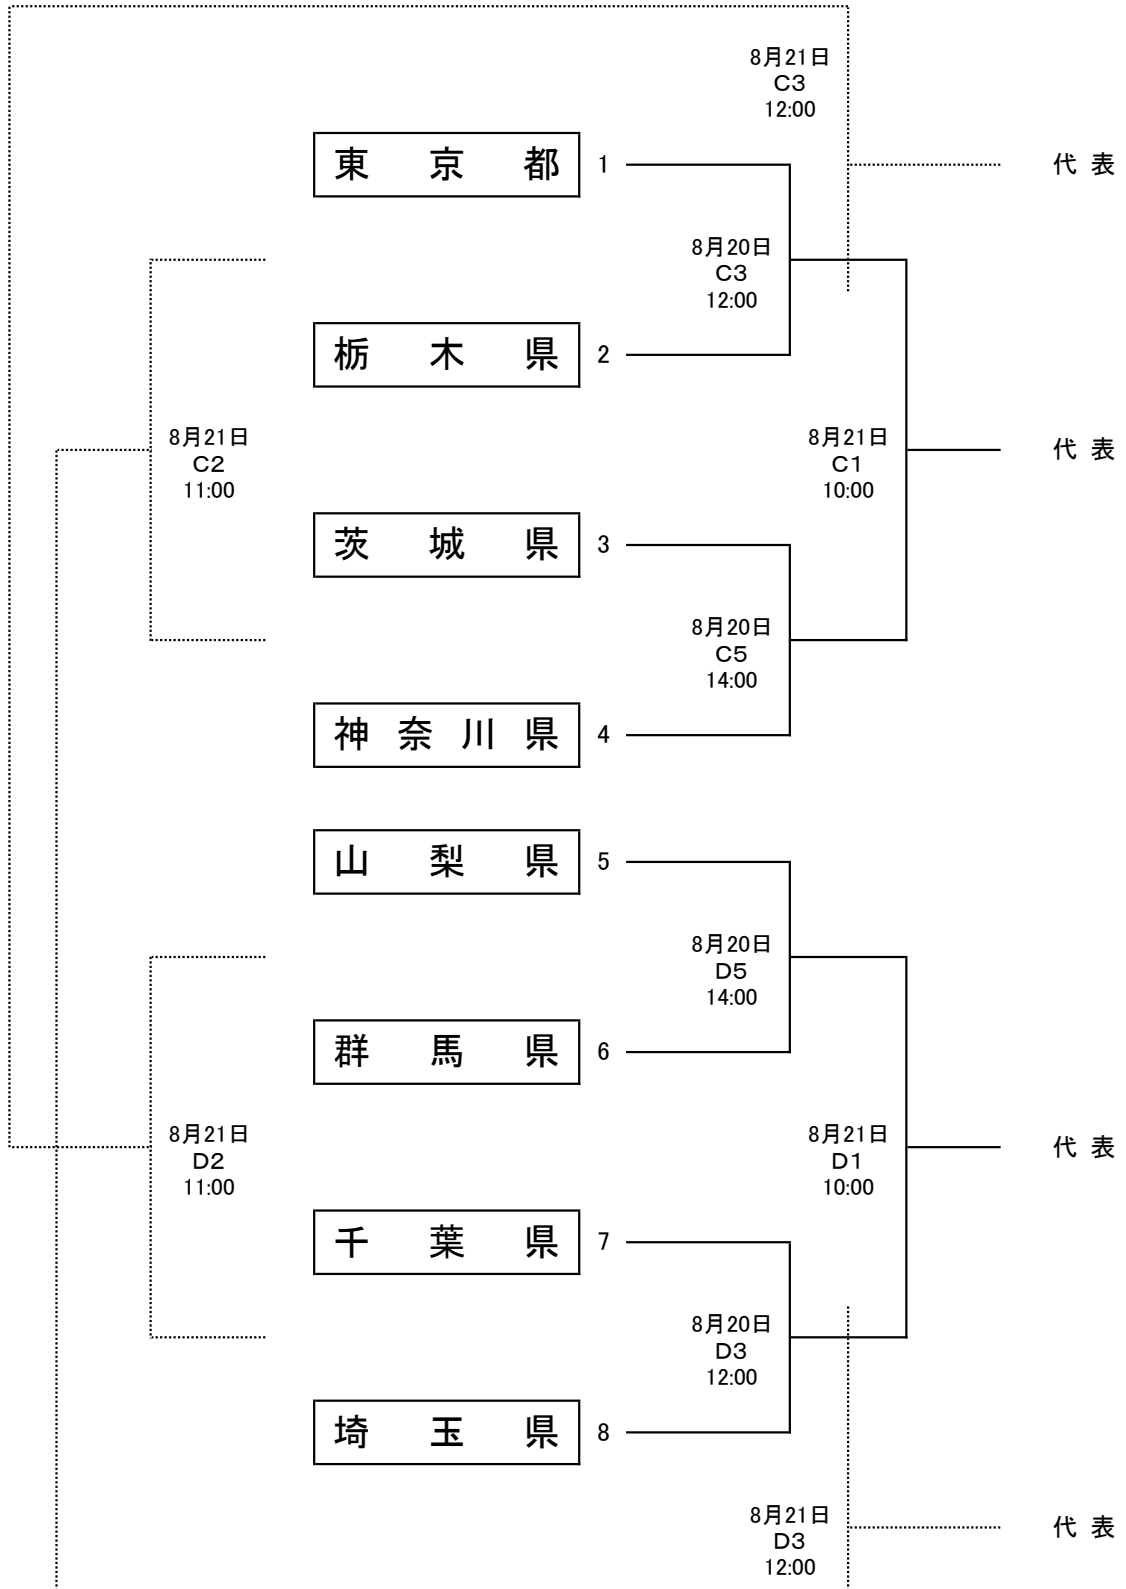 8月21日
C3
12:00
東京都 1 代表
8月20日
C3
12:00
栃木県 2
8月21日
C2
11:00
8月21日
C1
10:00
代表
茨城県 3
8月20日
C5
14:00
神奈川県 4
山梨県 5
8月20日
D5
14:00
群馬県 6
8月21日
D2
11:00
8月21日
D1
10:00
代表
千葉県 7
8月20日
D3
12:00
埼玉県 8
8月21日
D3
12:00
代表